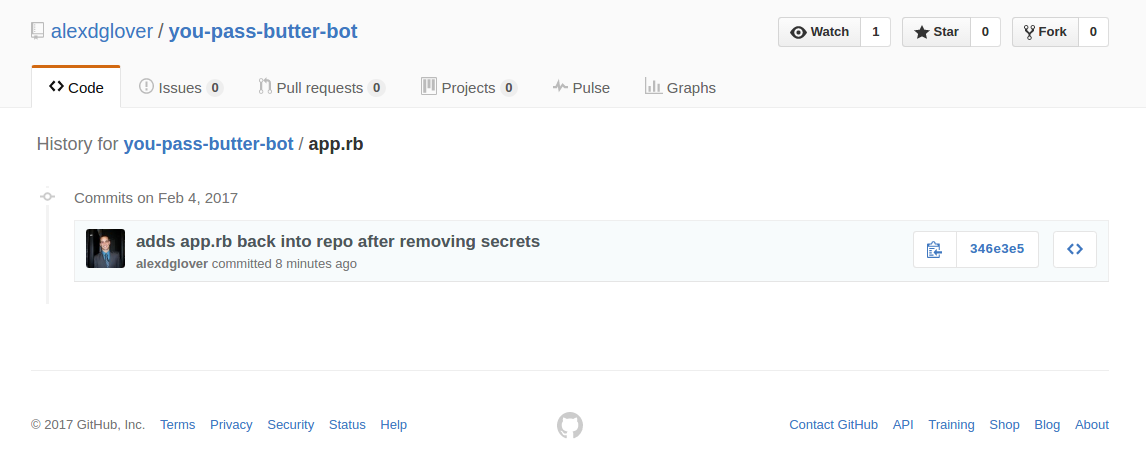 alexdglover / you-pass-butter-bot
Watch 1 Star 0 Fork 0
Code Issues 0 Pull requests 0 Projects 0 Pulse Graphs
History for you-pass-butter-bot / app.rb
Commits on Feb 4, 2017
adds app.rb back into repo after removing secrets
alexdglover committed 8 minutes ago
346e3e5
© 2017 GitHub, Inc. Terms Privacy Security Status Help Contact GitHub API Training Shop Blog About